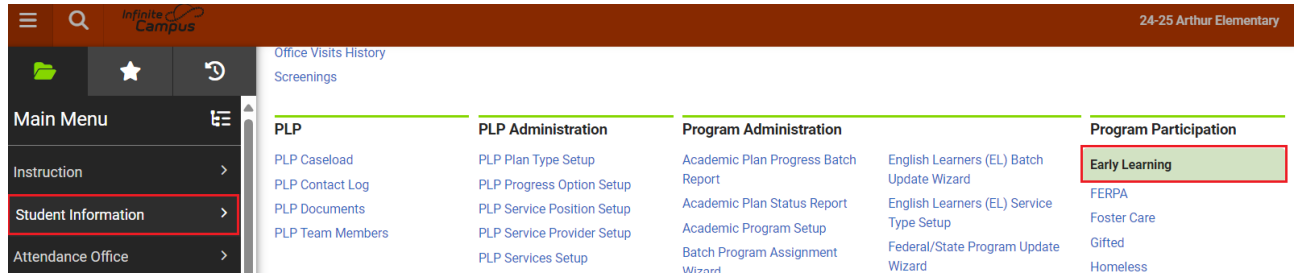 Infinite Campus
24-25 Arthur Elementary
Main Menu
Instruction
Student Information
Attendance Office
Office Visits History
Screenings
PLP
PLP Caseload
PLP Contact Log
PLP Documents
PLP Team Members
PLP Administration
PLP Plan Type Setup
PLP Progress Option Setup
PLP Service Position Setup
PLP Service Provider Setup
PLP Services Setup
Program Administration
Academic Plan Progress Batch
Report
Academic Plan Status Report
Academic Program Setup
Batch Program Assignment
Wizard
English Learners (EL) Batch
Update Wizard
English Learners (EL) Service
Type Setup
Federal/State Program Update
Wizard
Program Participation
Early Learning
FERPA
Foster Care
Gifted
Homeless